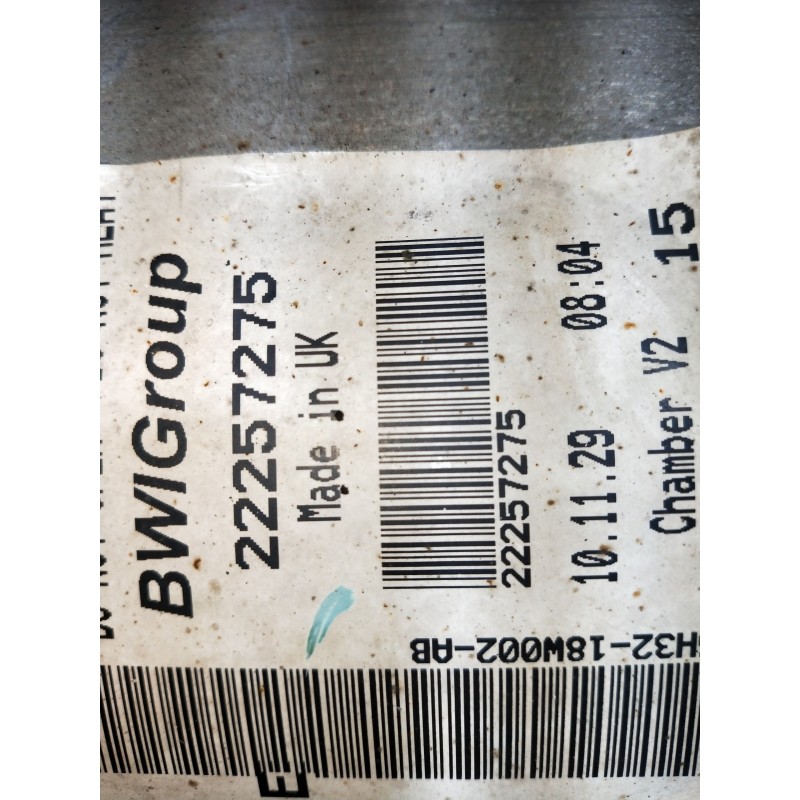 BWIGroup
22257275
Made in UK
22257275
10.11.29 08:04
Chamber V2 15
H32-18W002-AB